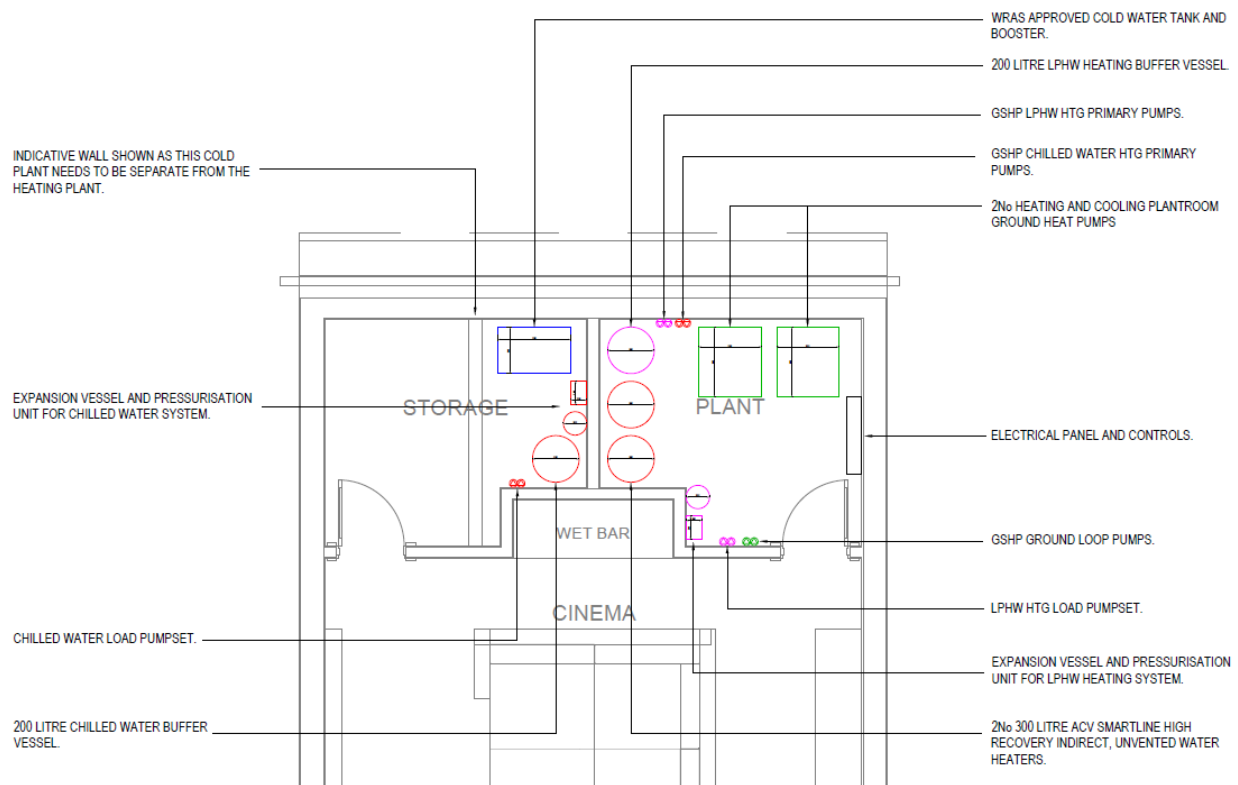 WRAS APPROVED COLD WATER TANK AND
BOOSTER.
200 LITRE LPHW HEATING BUFFER VESSEL.
GSHP LPHW HTG PRIMARY PUMPS.
GSHP CHILLED WATER HTG PRIMARY
PUMPS.
2No HEATING AND COOLING PLANTROOM
GROUND HEAT PUMPS
INDICATIVE WALL SHOWN AS THIS COLD
PLANT NEEDS TO BE SEPARATE FROM THE
HEATING PLANT.
EXPANSION VESSEL AND PRESSURISATION
UNIT FOR CHILLED WATER SYSTEM.
STORAGE
PLANT
ELECTRICAL PANEL AND CONTROLS.
WET BAR
GSHP GROUND LOOP PUMPS.
CINEMA
LPHW HTG LOAD PUMPSET.
CHILLED WATER LOAD PUMPSET.
EXPANSION VESSEL AND PRESSURISATION
UNIT FOR LPHW HEATING SYSTEM.
200 LITRE CHILLED WATER BUFFER
VESSEL.
2No 300 LITRE ACV SMARTLINE HIGH
RECOVERY INDIRECT, UNVENTED WATER
HEATERS.